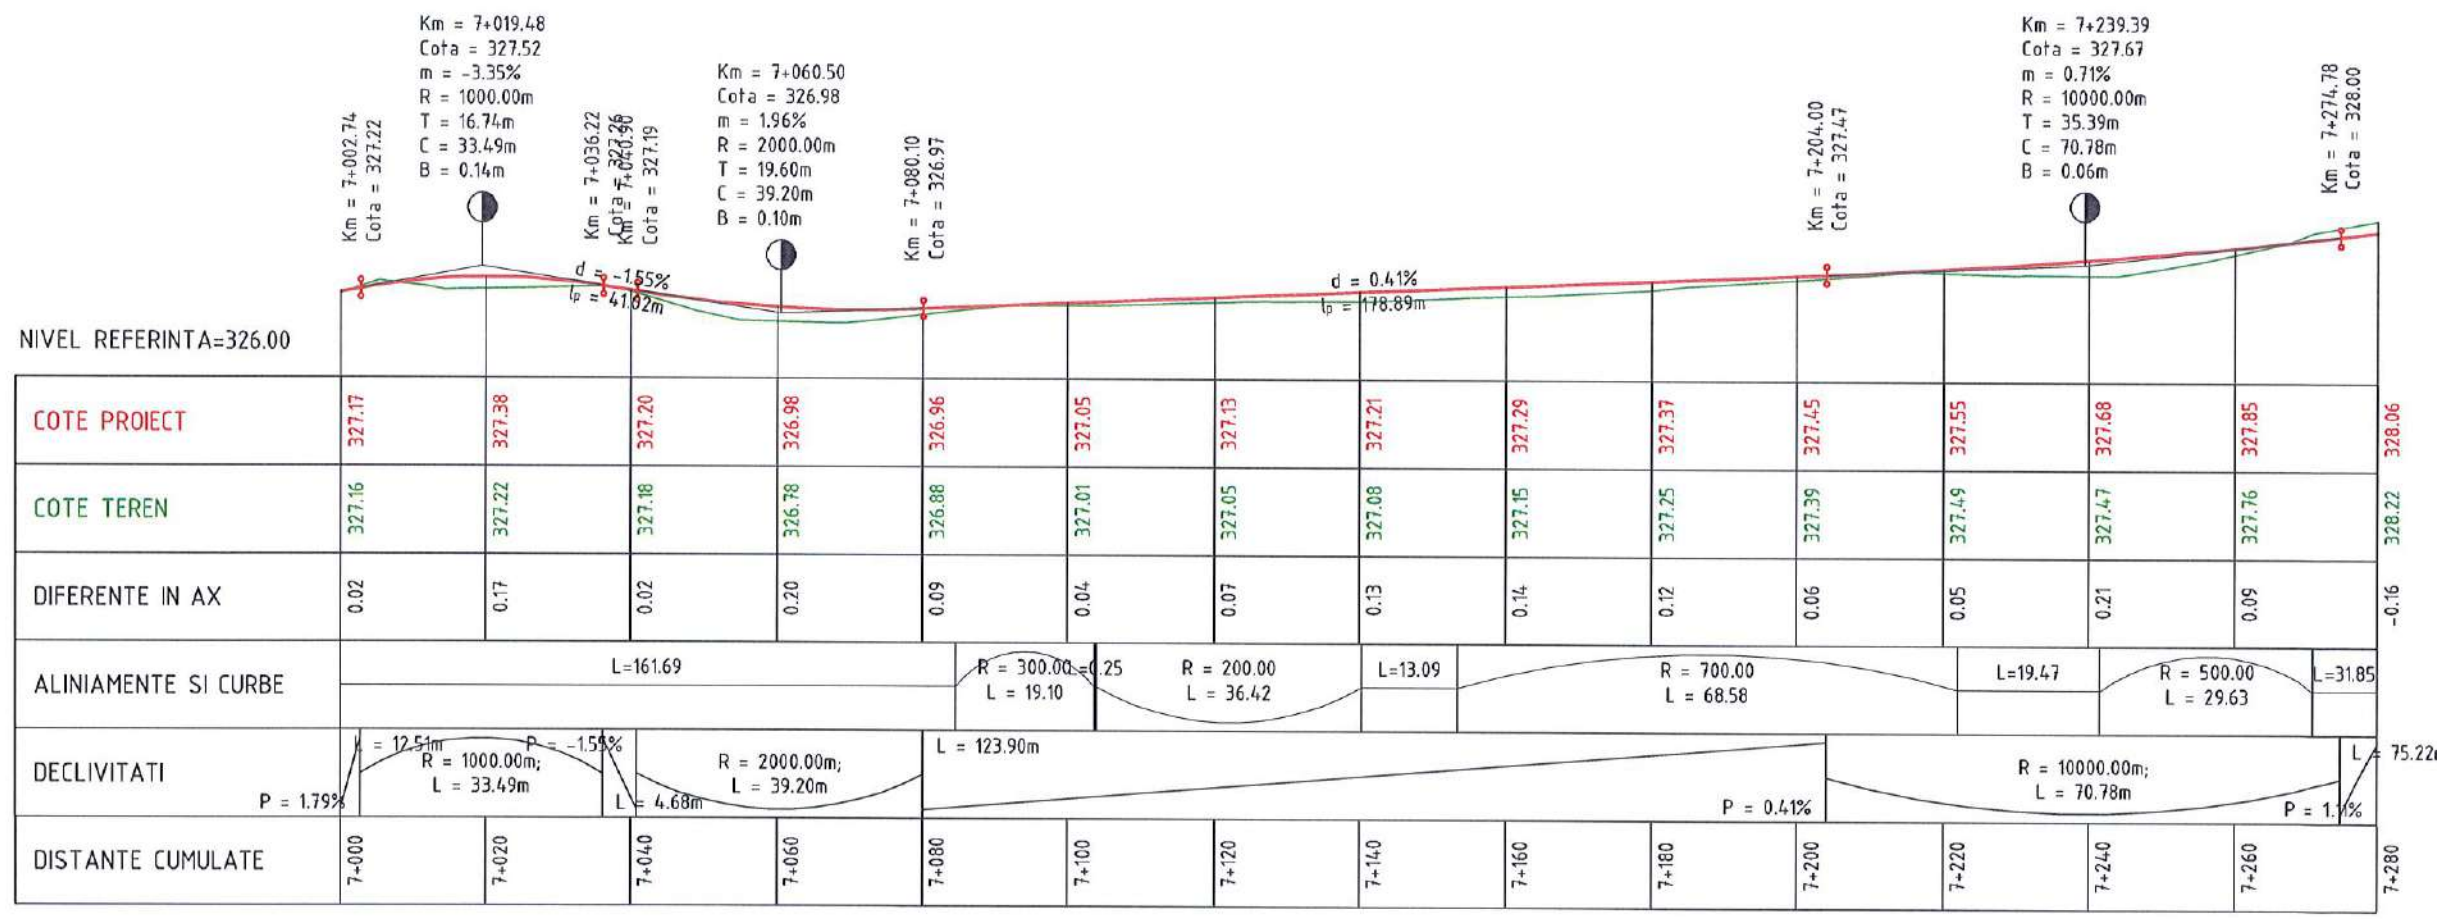 Km = 7+019.48
Cota = 327.52
m = -3.35%
R = 1000.00m
T = 16.74m
C = 33.49m
B = 0.14m
Km = 7+060.50
Cota = 326.98
m = 1.96%
R = 2000.00m
T = 19.60m
C = 39.20m
B = 0.10m
Km = 7+239.39
Cota = 327.67
m = 0.71%
R = 10000.00m
T = 35.39m
C = 70.78m
B = 0.06m
Km = 7+002.74
Cota = 327.22
Km = 7+036.22
Cota = 327.26
Km = 7+040.90
Cota = 327.19
Km = 7+080.10
Cota = 326.97
Km = 7+204.00
Cota = 327.47
Km = 7+274.78
Cota = 328.00
d = -1.55%
lp = 41.02m
d = 0.41%
lp = 178.89m
NIVEL REFERINTA=326.00
COTE PROIECT 327.17 327.38 327.20 326.98 326.96 327.05 327.13 327.21 327.29 327.37 327.45 327.55 327.68 327.85 328.06
COTE TEREN 327.16 327.22 327.18 326.78 326.88 327.01 327.05 327.08 327.15 327.25 327.39 327.49 327.47 327.76 328.22
DIFERENTE IN AX 0.02 0.17 0.02 0.20 0.09 0.04 0.07 0.13 0.14 0.12 0.06 0.05 0.21 0.09 -0.16
ALINIAMENTE SI CURBE
L=161.69
R = 300.00
L = 19.10
=0.25
R = 200.00
L = 36.42
L=13.09
R = 700.00
L = 68.58
L=19.47
R = 500.00
L = 29.63
L=31.85
DECLIVITATI
P = 1.79%
L = 12.51m
R = 1000.00m;
L = 33.49m
P = -1.55%
L = 4.68m
R = 2000.00m;
L = 39.20m
L = 123.90m
P = 0.41%
R = 10000.00m;
L = 70.78m
P = 1.11%
L = 75.22
DISTANTE CUMULATE 7+000 7+020 7+040 7+060 7+080 7+100 7+120 7+140 7+160 7+180 7+200 7+220 7+240 7+260 7+280